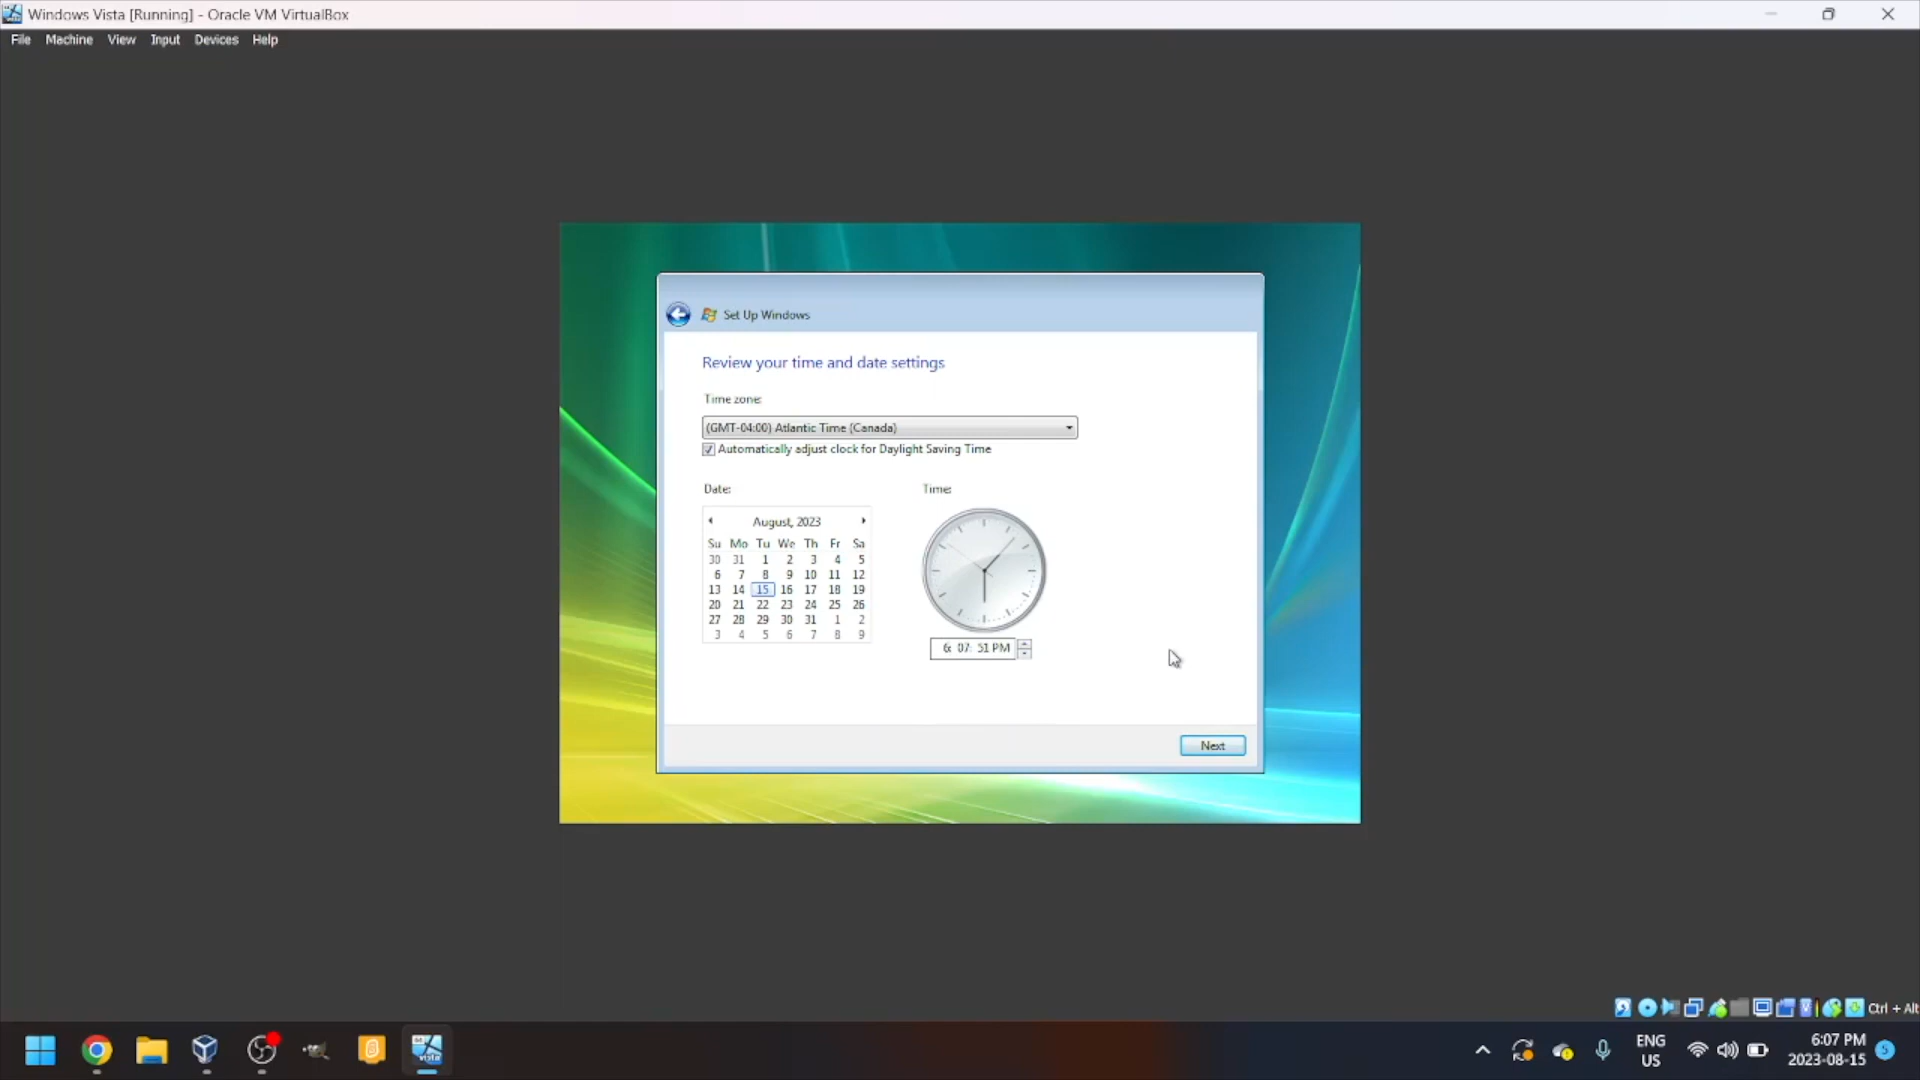 Windows Vista [Running] - Oracle VM VirtualBox
File Machine View Input Devices Help
Set Up Windows
Review your time and date settings
Time zone:
(GMT-04:00) Atlantic Time (Canada)
Automatically adjust clock for Daylight Saving Time
Date: Time:
August, 2023
Su Mo Tu We Th Fr Sa
30 31 1 2 3 4 5
6 7 8 9 10 11 12
13 14 15 16 17 18 19
20 21 22 23 24 25 26
27 28 29 30 31 1 2
3 4 5 6 7 8 9
6: 07: 51 PM
Next
Ctrl + Alt
vista
ENG
US
6:07 PM
2023-08-15
5